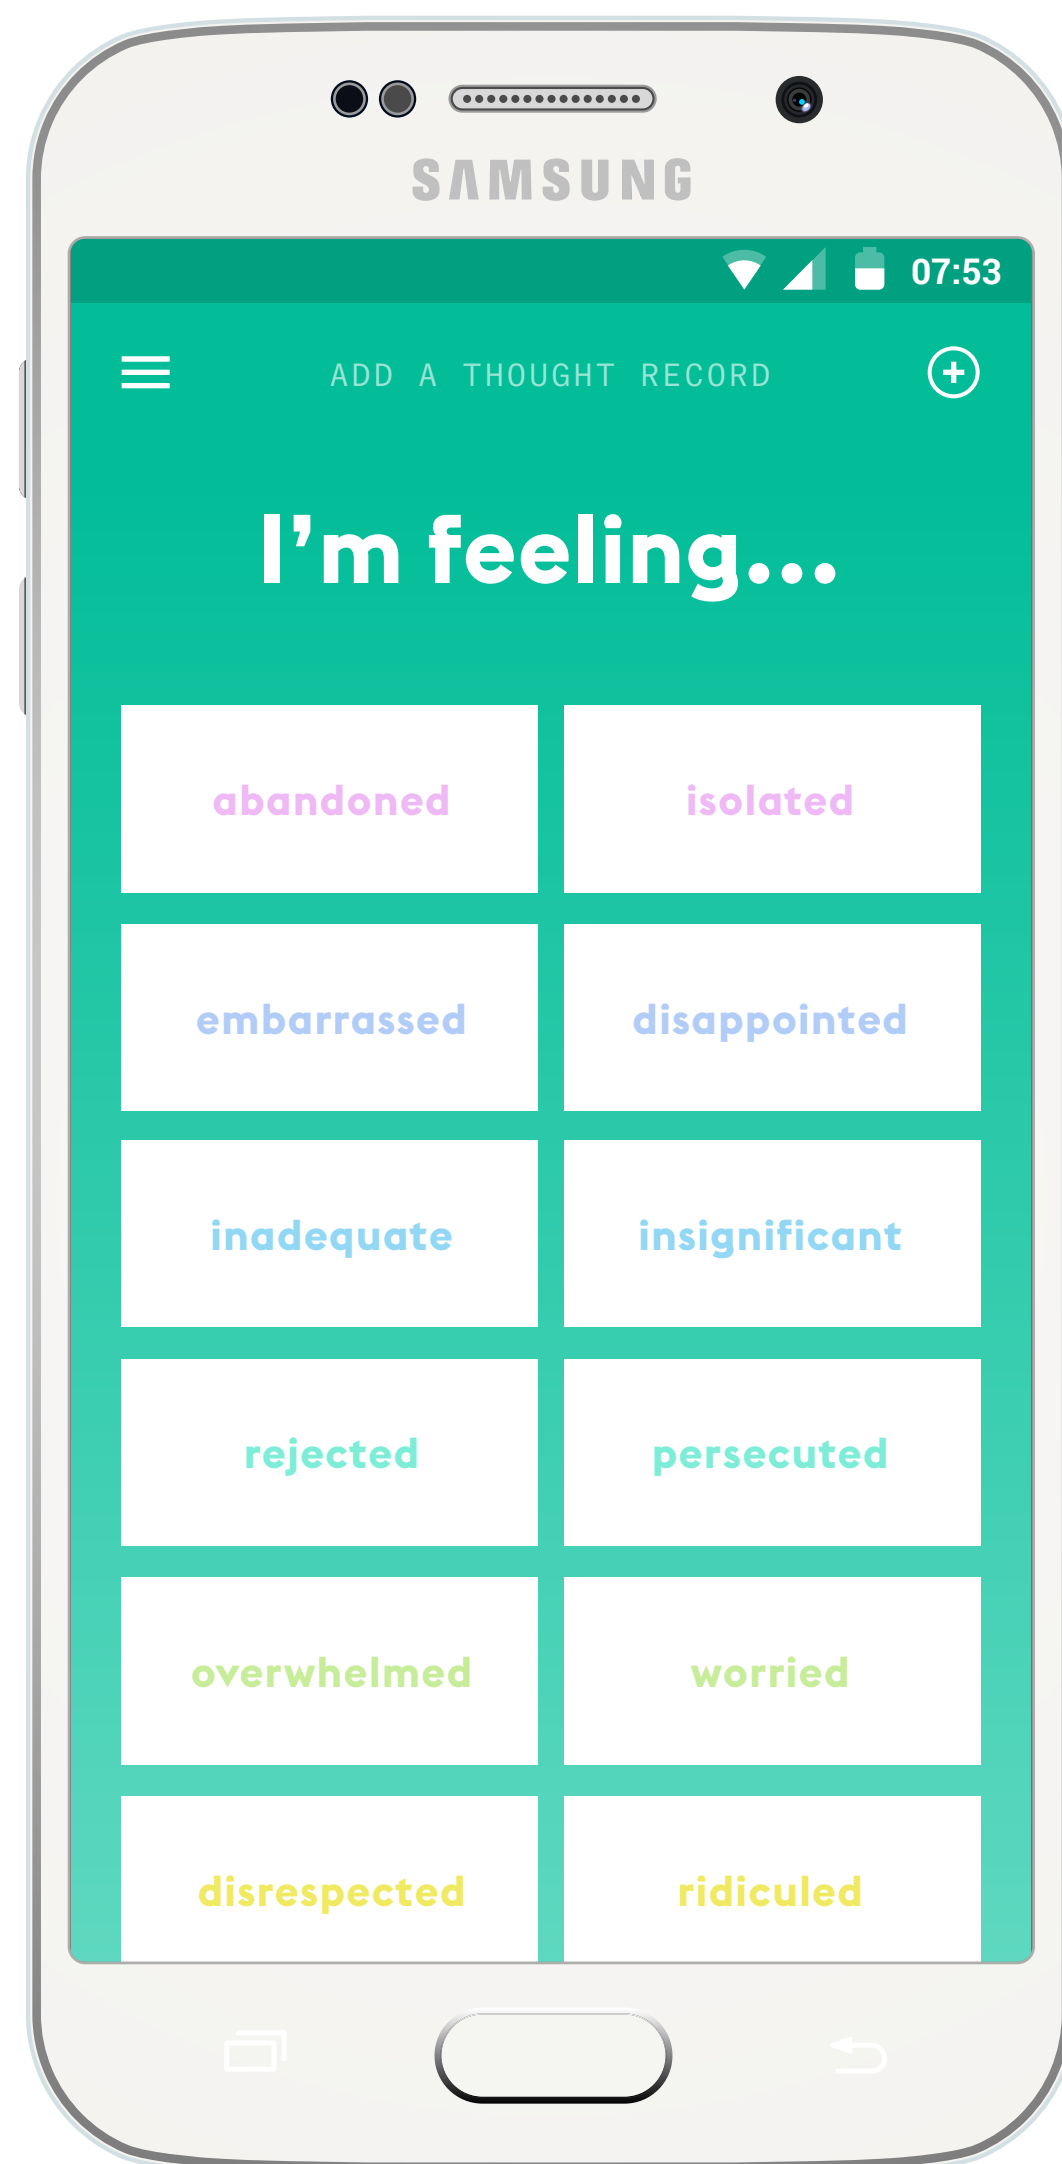 SAMSUNG
07:53
ADD A THOUGHT RECORD
I'm feeling...
abandoned
isolated
embarrassed
disappointed
inadequate
insignificant
rejected
persecuted
overwhelmed
worried
disrespected
ridiculed